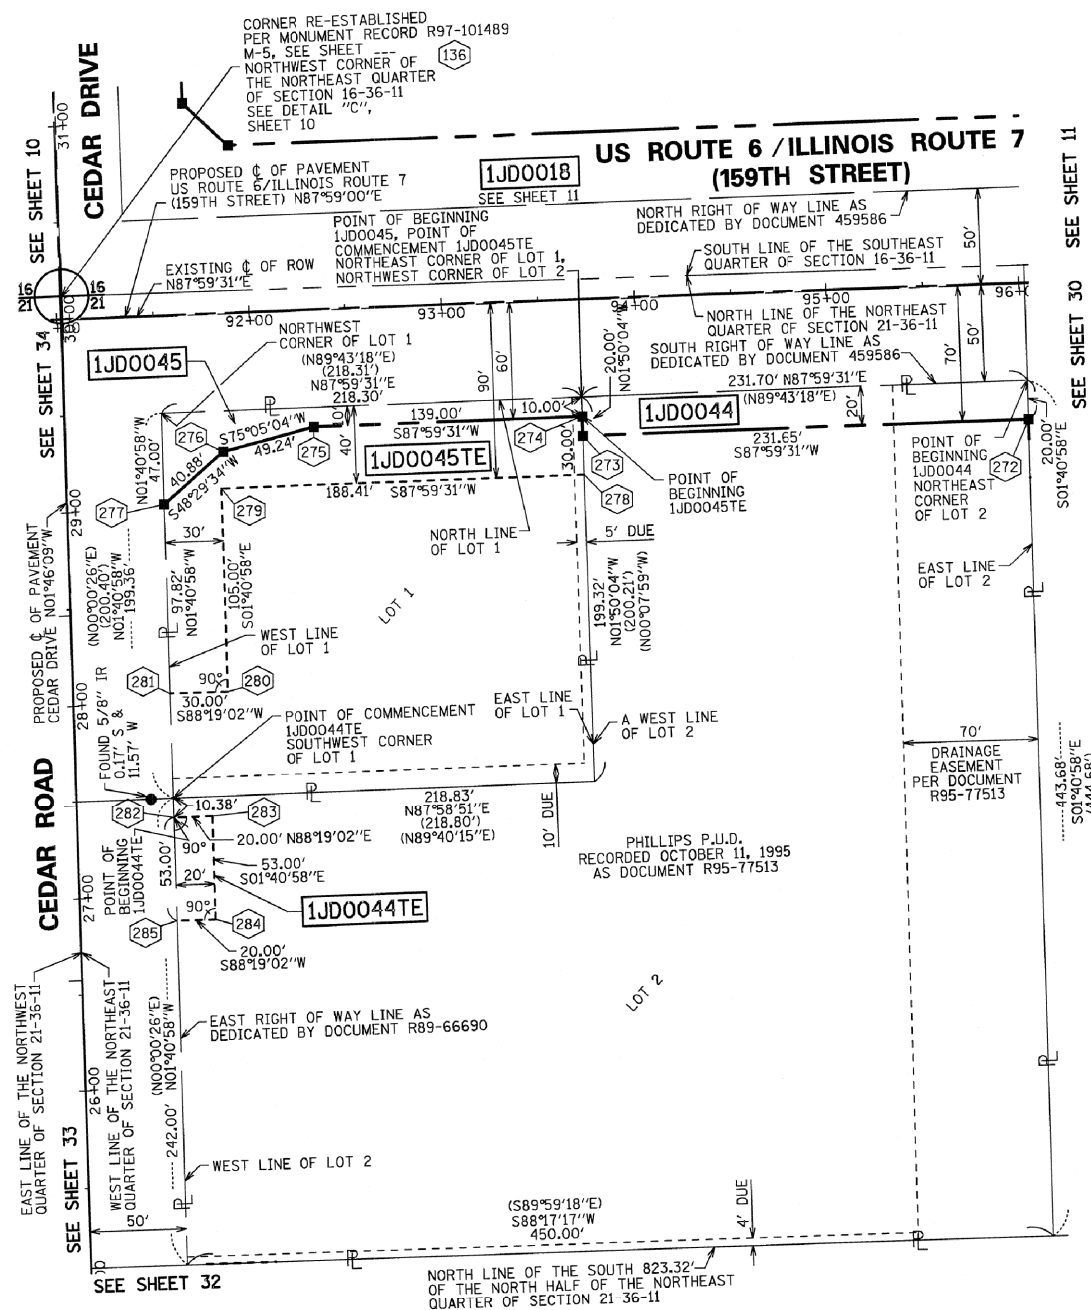 CORNER RE-ESTABLISHED
PER MONUMENT RECORD R97-101489
M-5, SEE SHEET ---
NORTHWEST CORNER OF
THE NORTHEAST QUARTER
OF SECTION 16-36-11
SEE DETAIL "C",
SHEET 10
136
CEDAR DRIVE
31+00
SEE SHEET 10
US ROUTE 6 / ILLINOIS ROUTE 7
(159TH STREET)
SEE SHEET 11
1JD0018
SEE SHEET 11
PROPOSED ℄ OF PAVEMENT
US ROUTE 6/ILLINOIS ROUTE 7
(159TH STREET) N87°59'00"E
POINT OF BEGINNING
1JD0045, POINT OF
COMMENCEMENT 1JD0045TE
NORTHEAST CORNER OF LOT 1,
NORTHWEST CORNER OF LOT 2
NORTH RIGHT OF WAY LINE AS
DEDICATED BY DOCUMENT 459586
50'
SOUTH LINE OF THE SOUTHEAST
QUARTER OF SECTION 16-36-11
EXISTING ℄ OF ROW
N87°59'31"E
16 16
21 21
30+00
92+00
93+00
94+00
95+00
96+0
NORTH LINE OF THE NORTHEAST
QUARTER OF SECTION 21-36-11
SOUTH RIGHT OF WAY LINE AS
DEDICATED BY DOCUMENT 459586
70'
50'
SEE SHEET 30
SEE SHEET 34
1JD0045
NORTHWEST
CORNER OF LOT 1
(N89°43'18"E)
(218.31')
N87°59'31"E
218.30'
90'
60'
20.00'
N01°50'04"W
231.70' N87°59'31"E
(N89°43'18"E)
20'
1JD0044
231.65'
S87°59'31"W
276
S75°05'04"W
49.24'
275
10'
40'
139.00'
S87°59'31"W
10.00'
274
30.00'
273
278
POINT OF
BEGINNING
1JD0045TE
1JD0045TE
188.41'
S87°59'31"W
N01°40'58"W
47.00'
40.88'
S48°29'34"W
277
279
POINT OF
BEGINNING
1JD0044
NORTHEAST
CORNER
OF LOT 2
272
20.00'
S01°40'58"E
29+00
30'
NORTH LINE
OF LOT 1
5' DUE
EAST LINE
OF LOT 2
PROPOSED ℄ OF PAVEMENT
CEDAR DRIVE N01°46'09"W
(N00°00'26"E)
(200.40')
N01°40'58"W
199.36'
97.82'
N01°40'58"W
105.00'
S01°40'58"E
LOT 1
199.32'
N01°50'04"W
(200.21')
(N00°07'59"W)
WEST LINE
OF LOT 1
281
90°
280
30.00'
S88°19'02"W
28+00
FOUND 5/8" IR
0.17' S &
11.57' W
POINT OF COMMENCEMENT
1JD0044TE
SOUTHWEST CORNER
OF LOT 1
EAST LINE
OF LOT 1
A WEST LINE
OF LOT 2
70'
DRAINAGE
EASEMENT
PER DOCUMENT
R95-77513
443.68'
S01°40'58"E
CEDAR ROAD
282
10.38'
283
218.83'
N87°58'51"E
(218.80')
(N89°40'15"E)
10' DUE
20.00' N88°19'02"E
90°
POINT OF
BEGINNING
1JD0044TE
53.00'
53.00'
S01°40'58"E
20'
PHILLIPS P.U.D.
RECORDED OCTOBER 11, 1995
AS DOCUMENT R95-77513
27+00
1JD0044TE
90°
285
284
20.00'
S88°19'02"W
LOT 2
EAST LINE OF THE NORTHWEST
QUARTER OF SECTION 21-36-11
WEST LINE OF THE NORTHEAST
QUARTER OF SECTION 21-36-11
(N00°00'26"E)
242.00' N01°40'58"W
EAST RIGHT OF WAY LINE AS
DEDICATED BY DOCUMENT R89-66690
26+00
SEE SHEET 33
WEST LINE OF LOT 2
50'
(S89°59'18"E)
S88°17'17"W
450.00'
4' DUE
SEE SHEET 32
NORTH LINE OF THE SOUTH 823.32'
OF THE NORTH HALF OF THE NORTHEAST
QUARTER OF SECTION 21-36-11